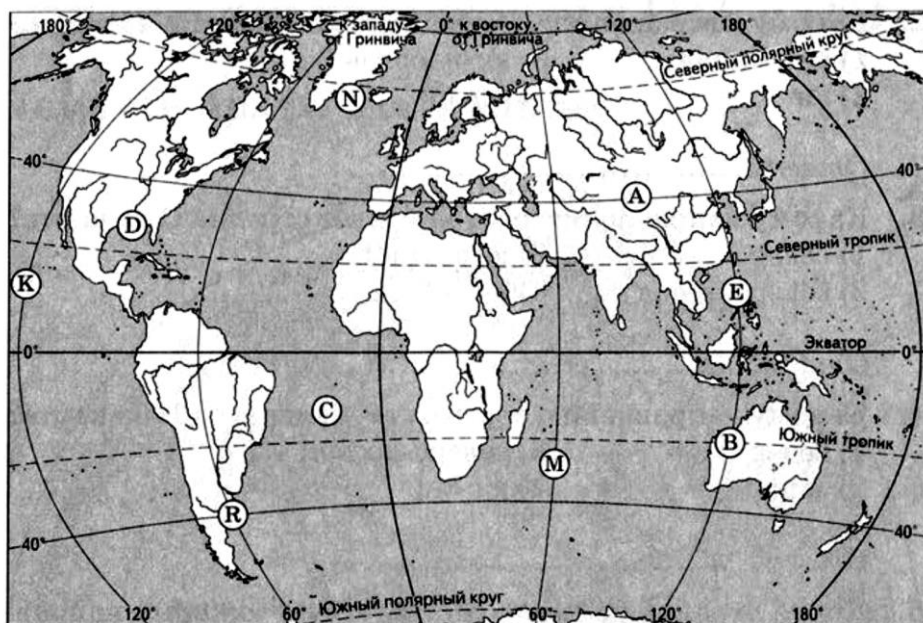 180° к западу от Гринвича 0° к востоку от Гринвича 120° 180°
Северный полярный круг
N
40° A 40°
D
Северный тропик
K
E
0° Экватор 0°
C
B Южный тропик
M
R
40° 40°
Южный полярный круг
120° 60° 60° 120° 180°